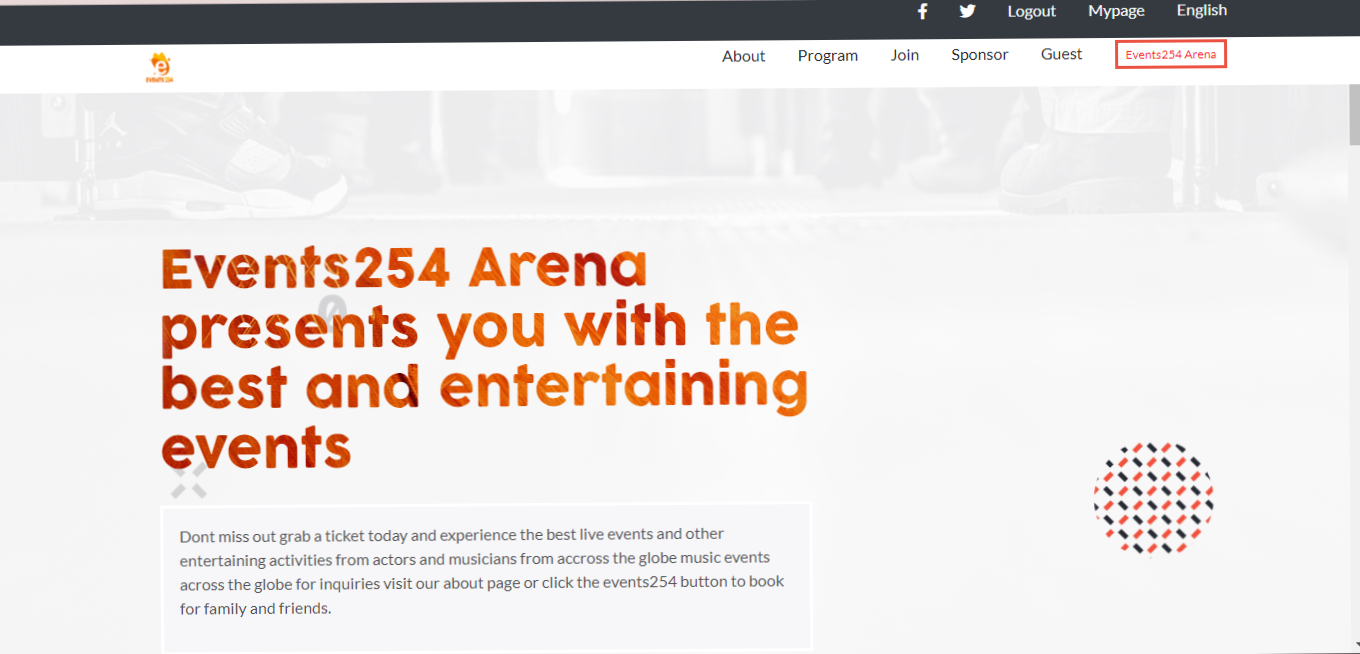 Logout Mypage English
About Program Join Sponsor Guest Events254 Arena
EVENTS 254
Events254 Arena
presents you with the
best and entertaining
events
Dont miss out grab a ticket today and experience the best live events and other
entertaining activities from actors and musicians from accross the globe music events
across the globe for inquiries visit our about page or click the events254 button to book
for family and friends.